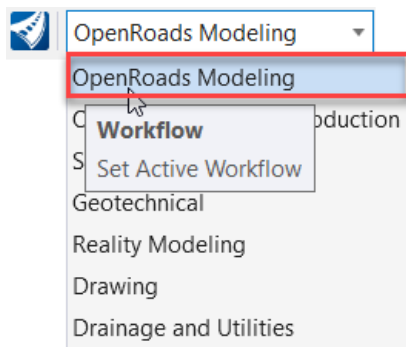 OpenRoads Modeling
OpenRoads Modeling
Workflow
Set Active Workflow
Geotechnical
Reality Modeling
Drawing
Drainage and Utilities